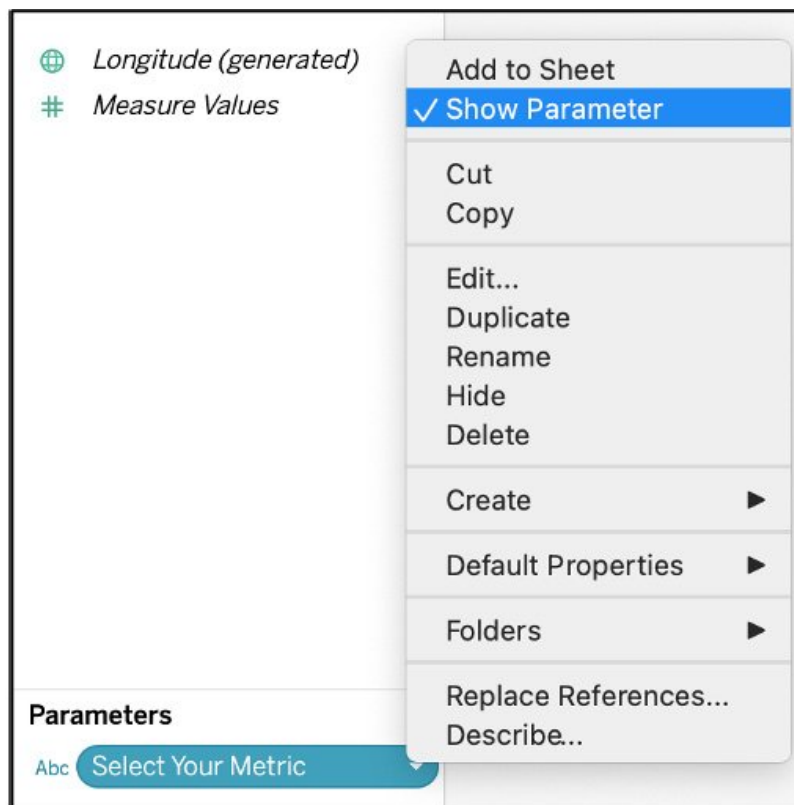 Longitude (generated)
Measure Values
Add to Sheet
✓ Show Parameter
Cut
Copy
Edit...
Duplicate
Rename
Hide
Delete
Create
Default Properties
Folders
Replace References...
Describe...
Parameters
Abc Select Your Metric